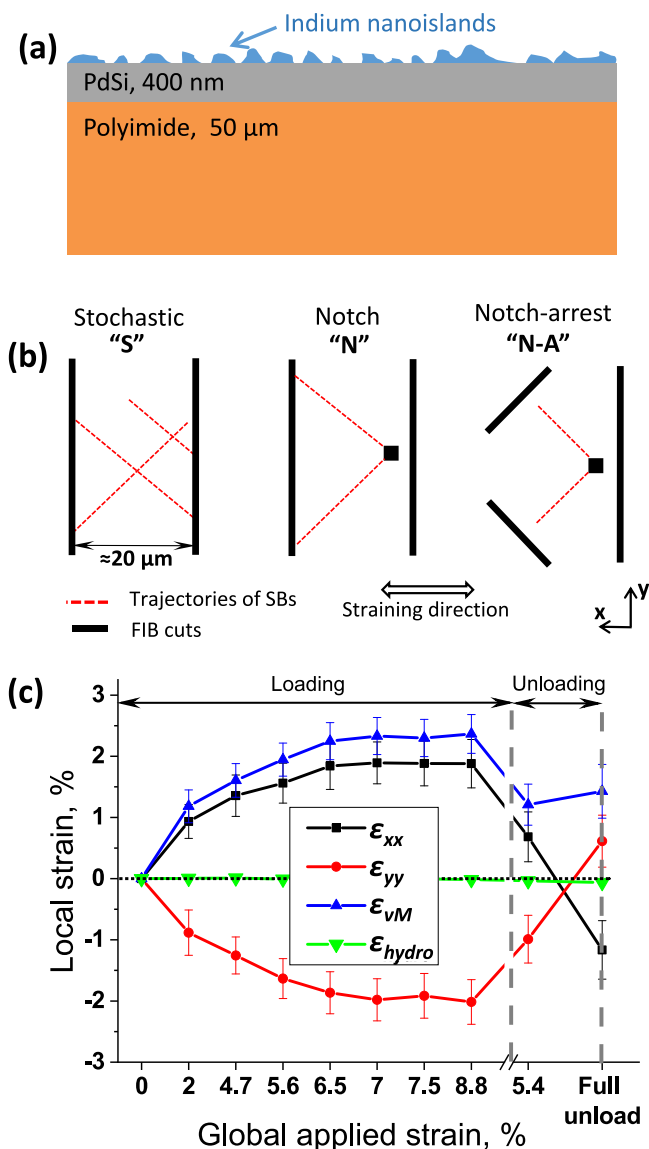 Indium nanoislands
(a)
PdSi, 400 nm
Polyimide, 50 µm
(b)
Stochastic
“S”
Notch
“N”
Notch-arrest
“N-A”
≈20 µm
Trajectories of SBs
FIB cuts
Straining direction
y
x
(c)
Loading
Unloading
Local strain, %
3
2
1
0
-1
-2
-3
εxx
εyy
εvM
εhydro
0 2 4.7 5.6 6.5 7 7.5 8.8 5.4 Full
unload
Global applied strain, %